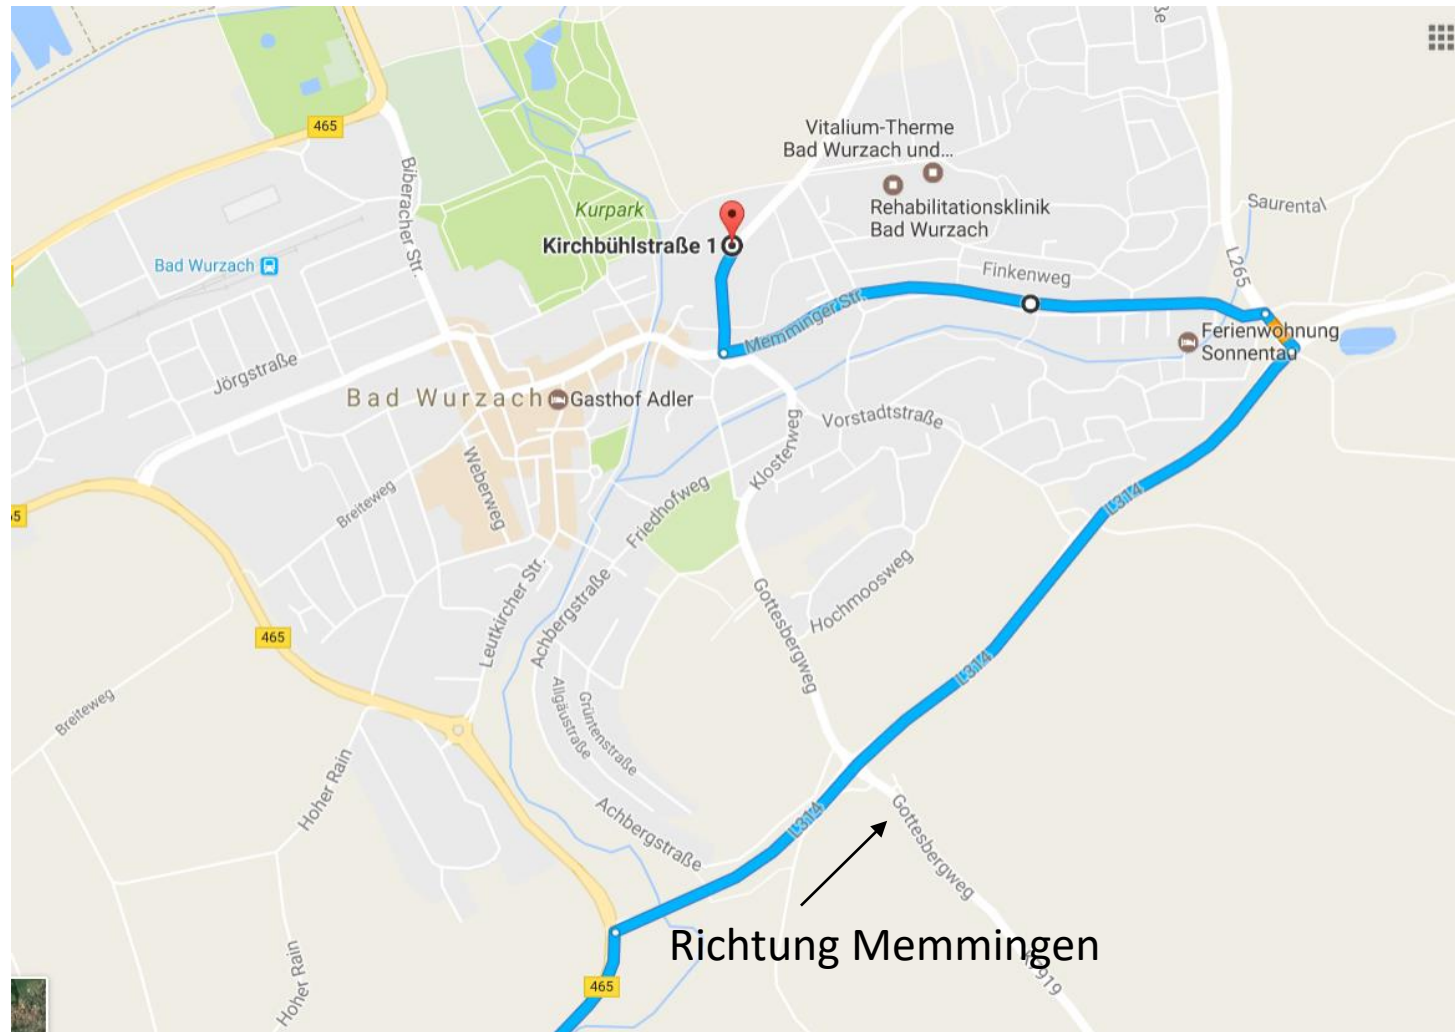 465
Biberacher Str.
Vitalium-Therme
Bad Wurzach und...
Rehabilitationsklinik
Bad Wurzach
Kurpark
Kirchbühlstraße 1
Bad Wurzach
Saurental
L265
Finkenweg
Memminger Str.
Ferienwohnung
Sonnentau
Jörgstraße
Bad Wurzach
Gasthof Adler
Vorstadtstraße
Klosterweg
Weberweg
Breiteweg
Friedhofweg
L314
Hochmoosweg
Gottesbergweg
Leutkircher Str.
Achbergstraße
465
L314
Allgäustraße
Grüntenstraße
Breiteweg
Hoher Rain
Achbergstraße
L314
Gottesbergweg
Richtung Memmingen
Hoher Rain
465